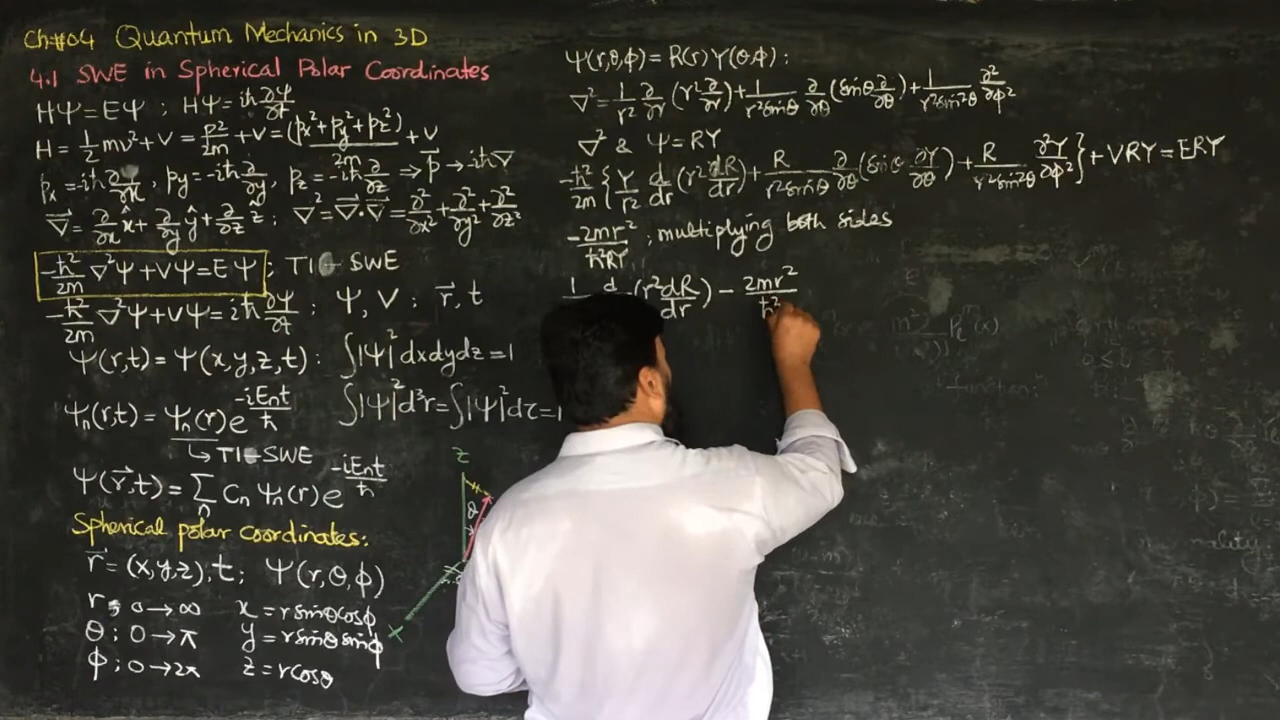 Ch#04 Quantum Mechanics in 3D
4.1 SWE in Spherical Polar Coordinates
HΨ = EΨ ; HΨ = iħ ∂Ψ/∂t
H = 1/2 mv² + V = p²/2m + V = (px² + py² + pz²)/2m + V
px = -iħ ∂/∂x, py = -iħ ∂/∂y, pz = -iħ ∂/∂z ⇒ p⃗ → -iħ∇
∇⃗ = ∂/∂x x̂ + ∂/∂y ŷ + ∂/∂z ẑ ; ∇² = ∇⃗·∇⃗ = ∂²/∂x² + ∂²/∂y² + ∂²/∂z²
-ħ²/2m ∇²Ψ + VΨ = EΨ ; TI-SWE
-ħ²/2m ∇²Ψ + VΨ = iħ ∂Ψ/∂t ; Ψ, V ; r⃗, t
Ψ(r,t) = Ψ(x,y,z,t) : ∫|Ψ|² dxdydz = 1
Ψn(r,t) = Ψn(r) e^(-iEnt/ħ) ∫|Ψ|² d³r = ∫|Ψ|² dτ = 1
↳ TI-SWE
Ψ(r⃗,t) = Σn Cn Ψn(r) e^(-iEnt/ħ)
Spherical polar coordinates:
r⃗ = (x,y,z), t ; Ψ(r,θ,ϕ)
r ; 0→∞ x = r sinθ cosϕ
θ ; 0→π y = r sinθ sinϕ
ϕ ; 0→2π z = r cosθ
z
θ
Ψ(r,θ,ϕ) = R(r) Y(θ,ϕ) :
∇² = 1/r² ∂/∂r (r² ∂/∂r) + 1/(r² sinθ) ∂/∂θ (sinθ ∂/∂θ) + 1/(r² sin²θ) ∂²/∂ϕ²
∇² & Ψ = RY
-ħ²/2m {Y/r² d/dr (r² dR/dr) + R/(r² sinθ) ∂/∂θ (sinθ ∂Y/∂θ) + R/(r² sin²θ) ∂²Y/∂ϕ²} + VRY = ERY
-2mr²/ħ²RY ; multiplying both sides
1 d (r² dR/dr) - 2mr²/ħ²